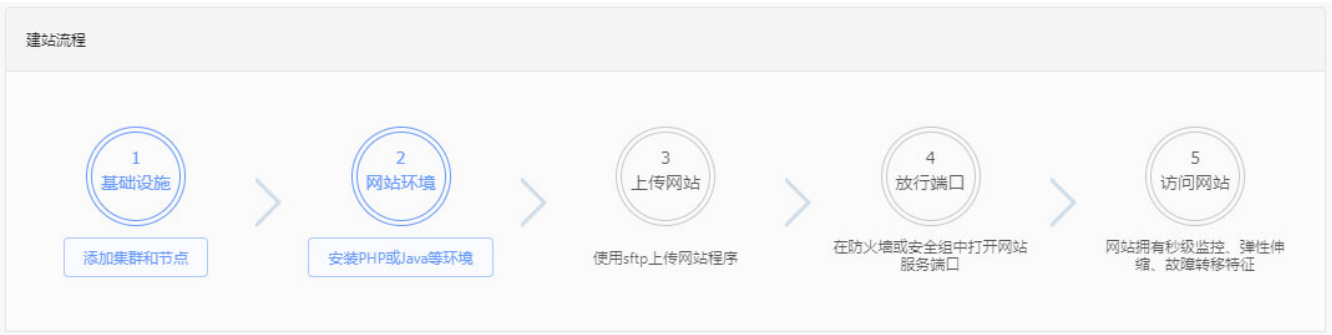 建站流程
1
基础设施
添加集群和节点
2
网站环境
安装PHP或Java等环境
3
上传网站
使用sftp上传网站程序
4
放行端口
在防火墙或安全组中打开网站
服务端口
5
访问网站
网站拥有秒级监控、弹性伸
缩、故障转移特征